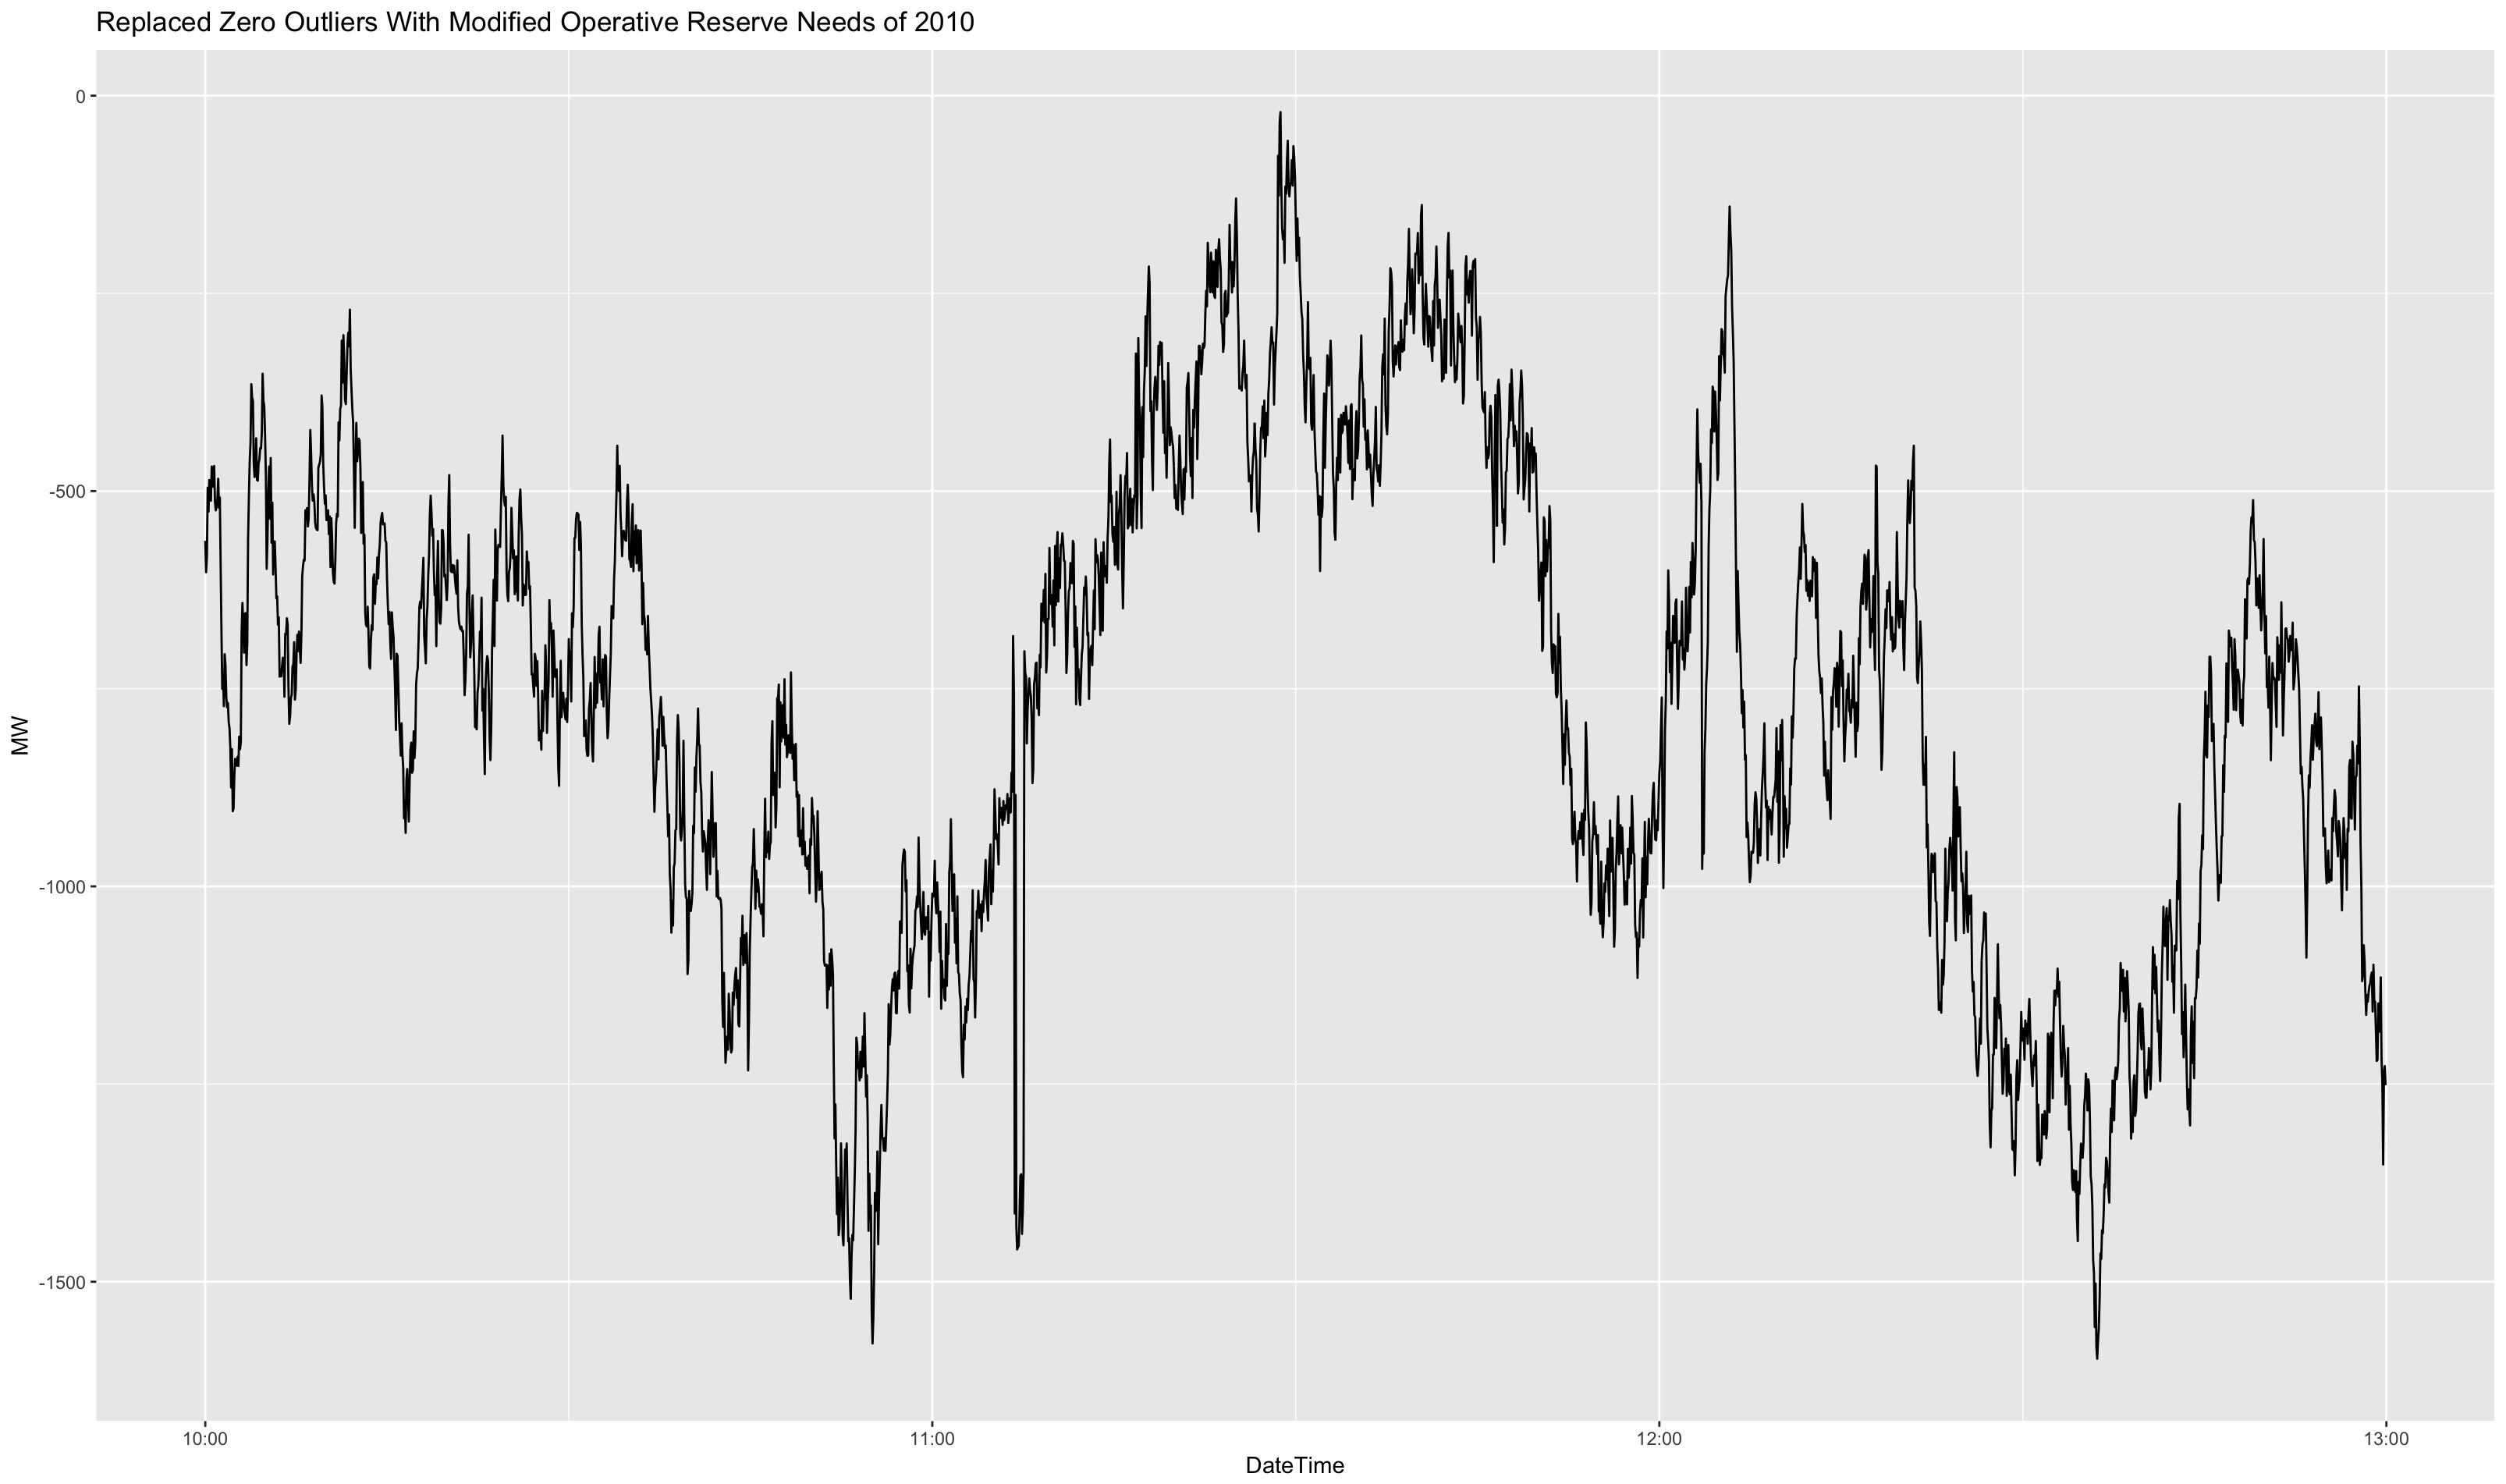 Replaced Zero Outliers With Modified Operative Reserve Needs of 2010
0
-500
-1000
-1500
MW
10:00
11:00
12:00
13:00
DateTime